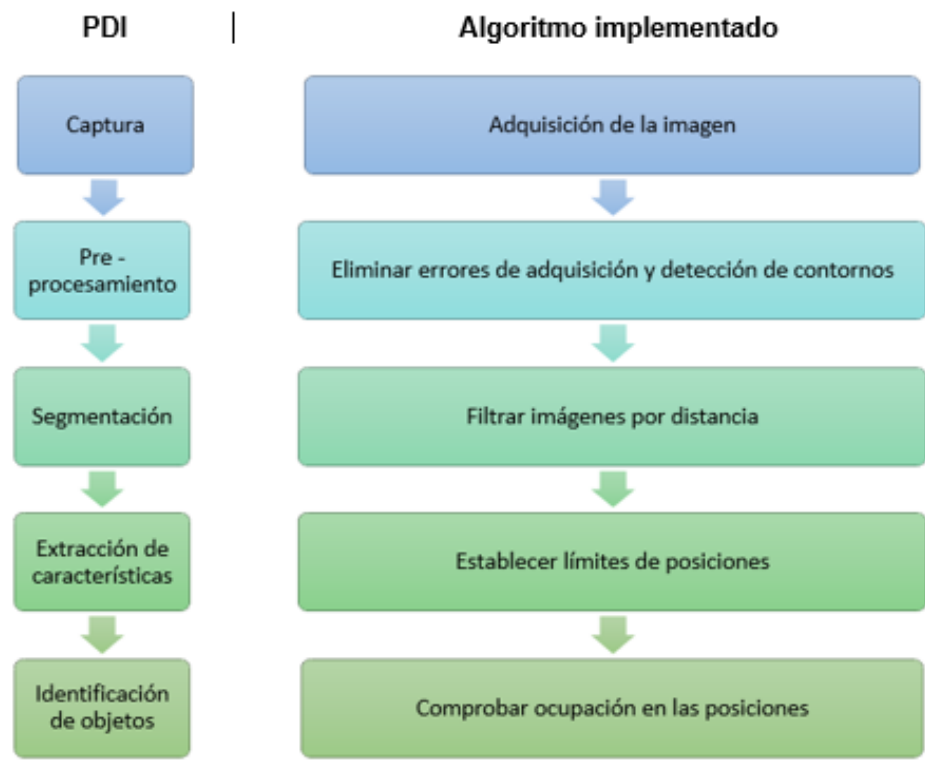 PDI | Algoritmo implementado
Captura
Adquisición de la imagen
Pre -
procesamiento
Eliminar errores de adquisición y detección de contornos
Segmentación
Filtrar imágenes por distancia
Extracción de
características
Establecer límites de posiciones
Identificación
de objetos
Comprobar ocupación en las posiciones